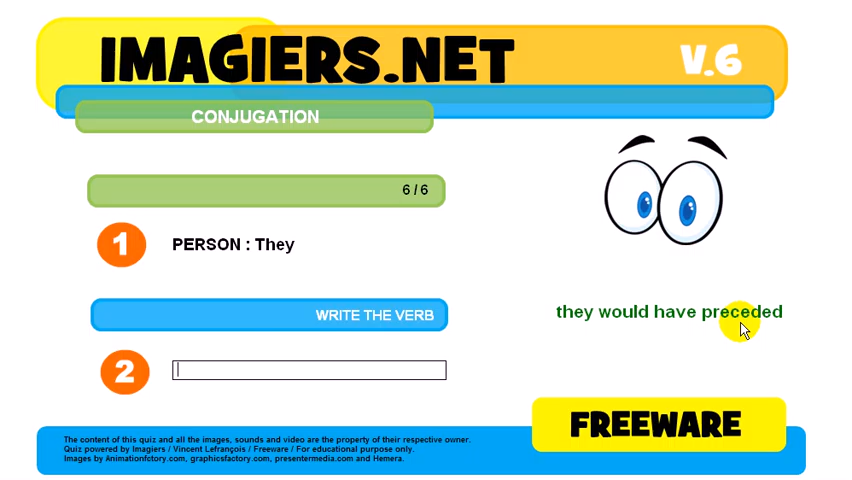 IMAGIERS.NET
V.6
CONJUGATION
6 / 6
1 PERSON : They
WRITE THE VERB
they would have preceded
2
FREEWARE
The content of this quiz and all the images, sounds and video are the property of their respective owner.
Quiz powered by Imagiers / Vincent Lefrançois / Freeware / For educational purpose only.
Images by Animationfctory.com, graphicsfactory.com, presentermedia.com and Hemera.